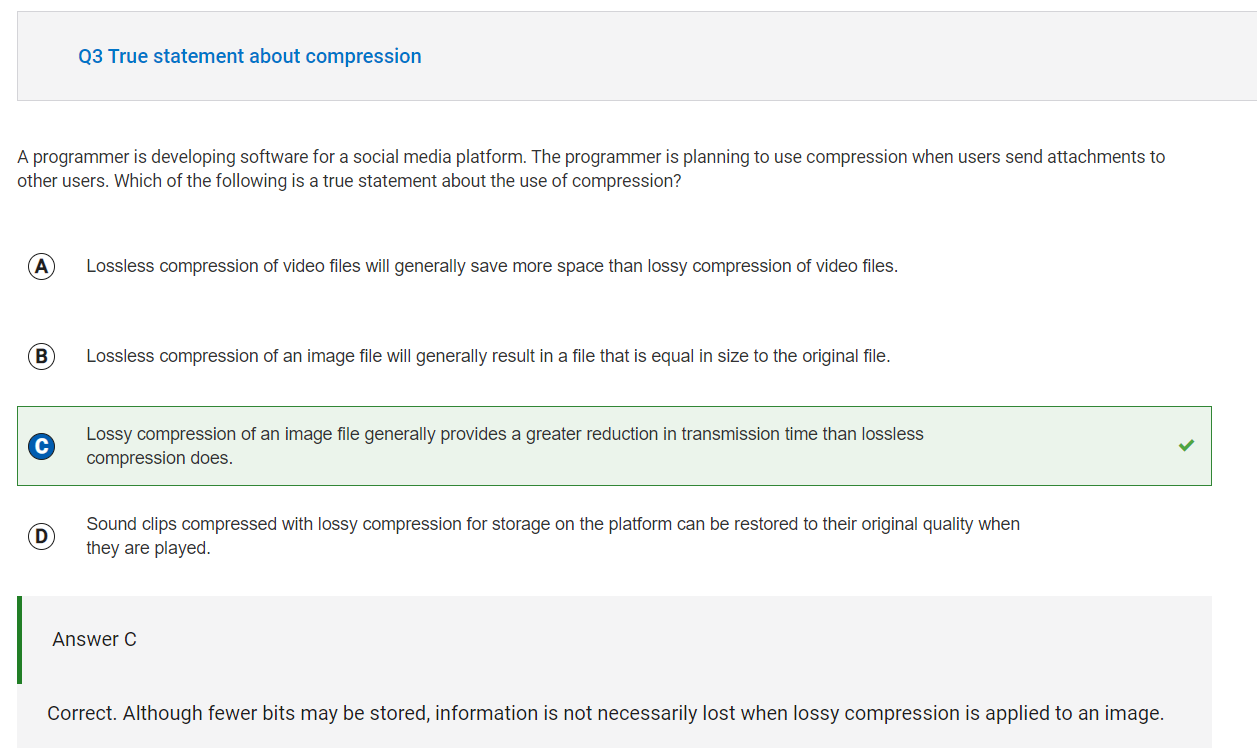 Q3 True statement about compression
A programmer is developing software for a social media platform. The programmer is planning to use compression when users send attachments to
other users. Which of the following is a true statement about the use of compression?
A Lossless compression of video files will generally save more space than lossy compression of video files.
B Lossless compression of an image file will generally result in a file that is equal in size to the original file.
C Lossy compression of an image file generally provides a greater reduction in transmission time than lossless
compression does.
D Sound clips compressed with lossy compression for storage on the platform can be restored to their original quality when
they are played.
Answer C
Correct. Although fewer bits may be stored, information is not necessarily lost when lossy compression is applied to an image.